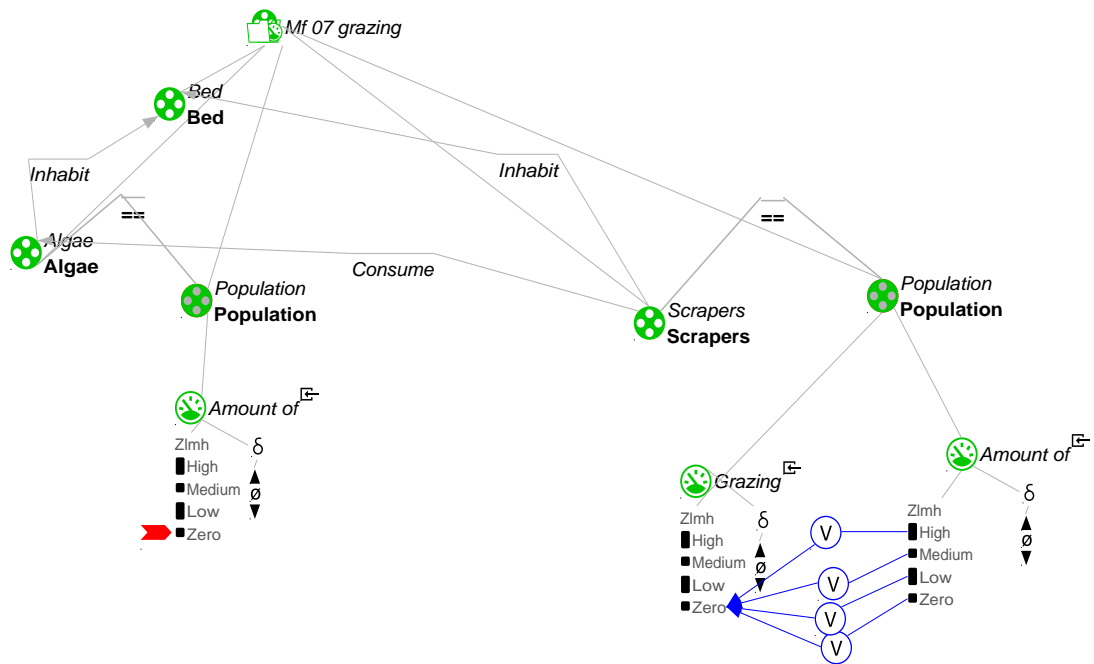 Mf 07 grazing
Bed
Bed
Inhabit
Inhabit
==
==
Algae
Algae
Consume
Population
Population
Scrapers
Scrapers
Population
Population
Amount of
Zlmh
δ
High
Medium
ø
Low
Zero
Grazing
Zlmh
δ
High
Medium
ø
Low
Zero
Amount of
Zlmh
δ
High
ø
Medium
Low
Zero
V
V
V
V